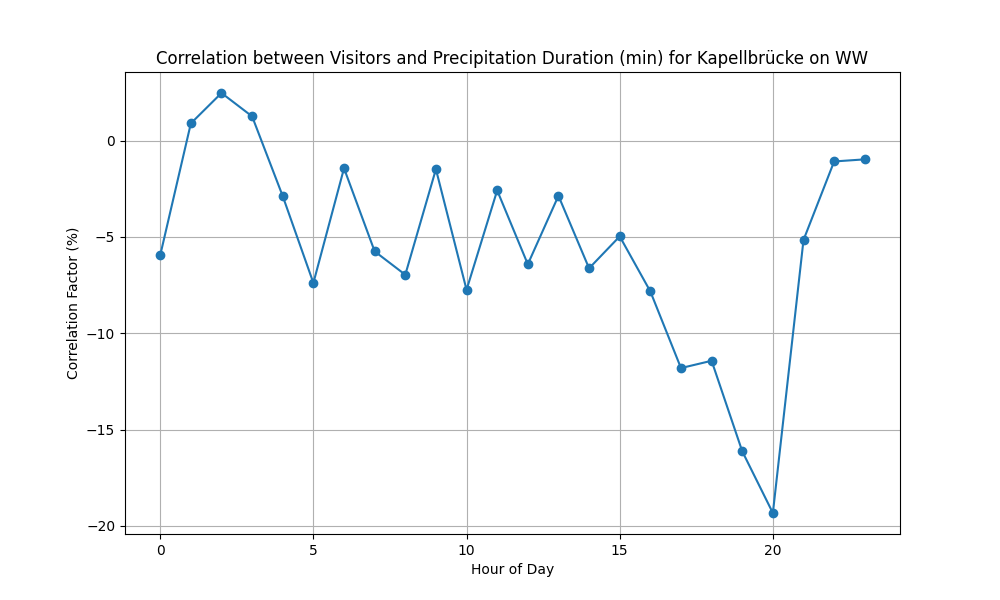 Correlation between Visitors and Precipitation Duration (min) for Kapellbrücke on WW
Correlation Factor (%)
0
−5
−10
−15
−20
0 5 10 15 20
Hour of Day